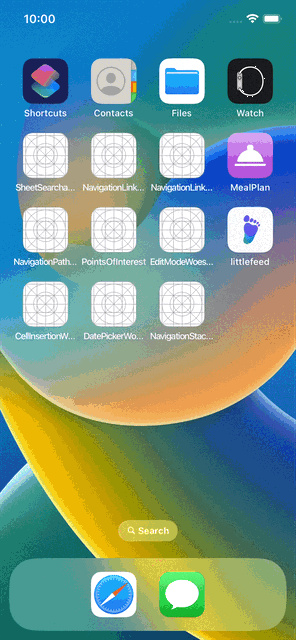 10:00
Shortcuts
Contacts
Files
Watch
SheetSearcha...
NavigationLink...
NavigationLink...
MealPlan
NavigationPath...
PointsOfInterest
EditModeWoes...
littlefeed
CellInsertionW...
DatePickerWo...
NavigationStac...
Search